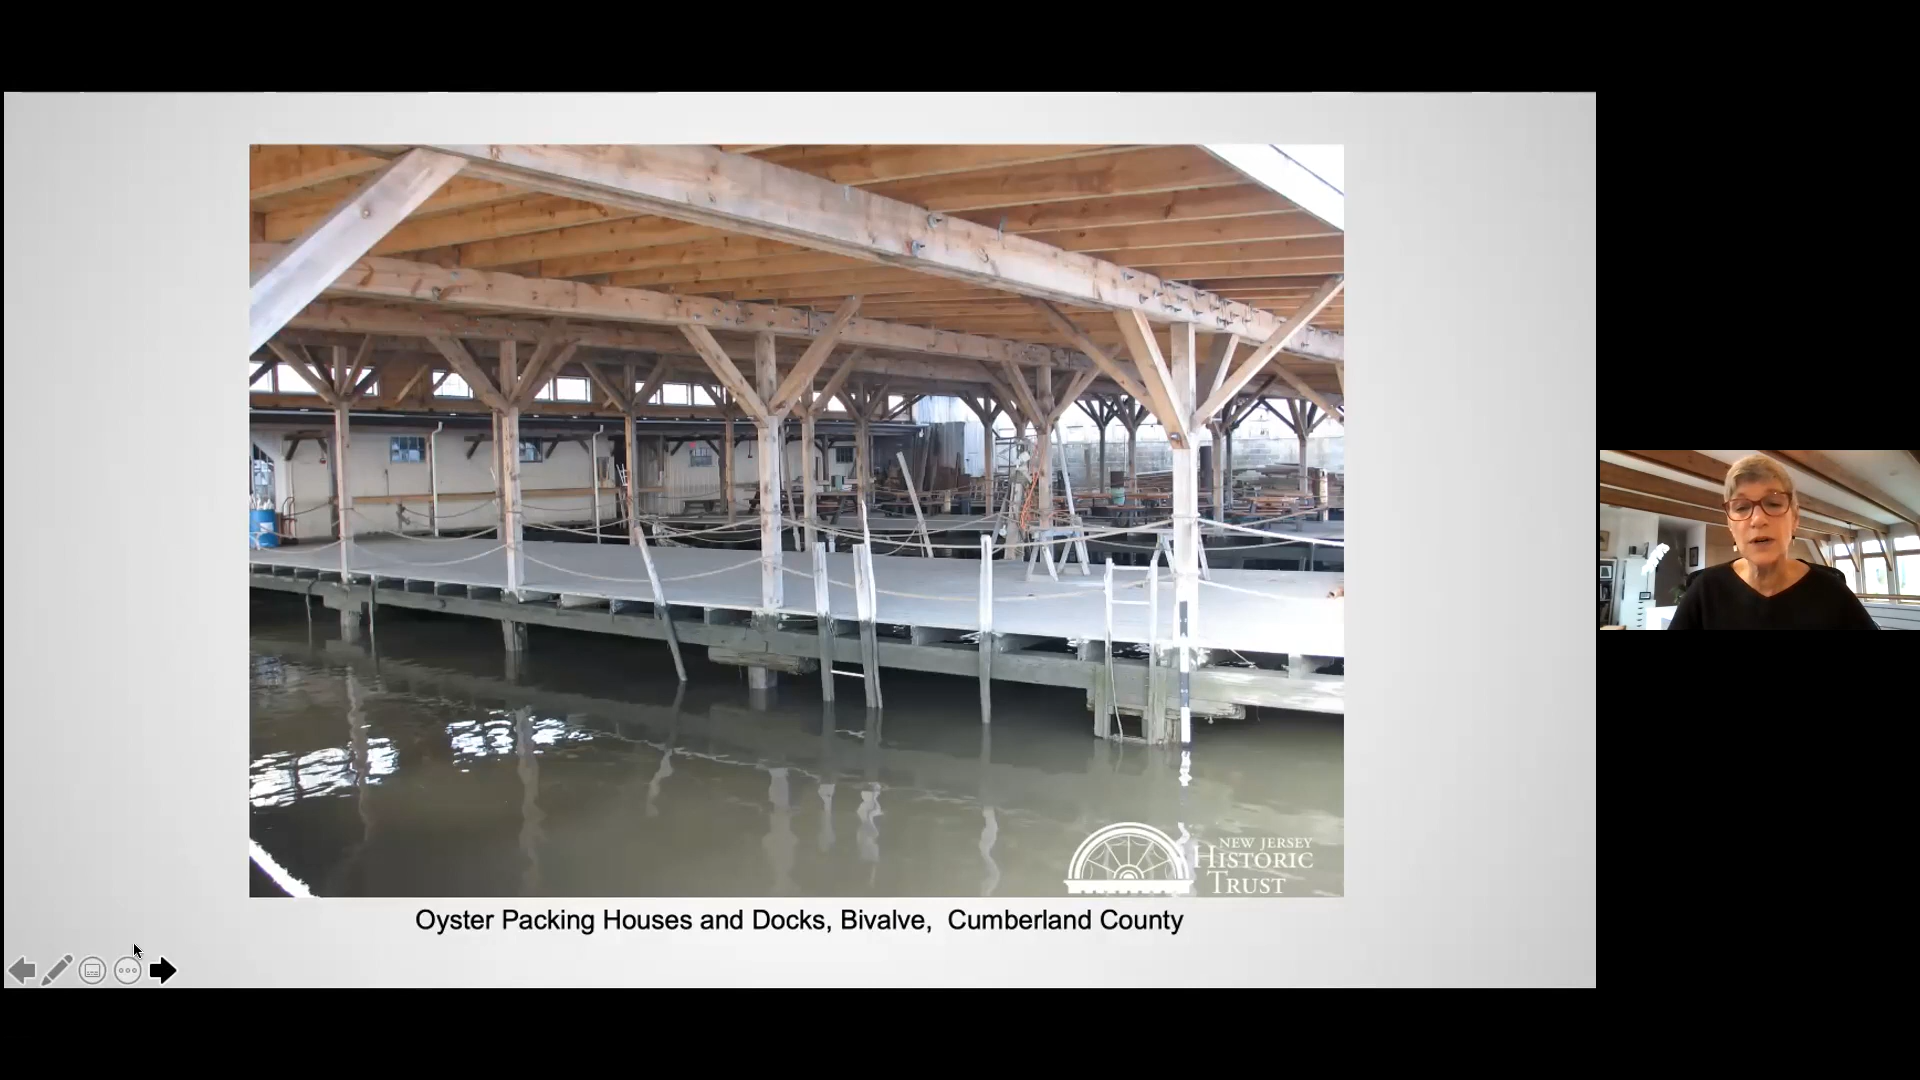 NEW JERSEY
HISTORIC
TRUST
Oyster Packing Houses and Docks, Bivalve,  Cumberland County